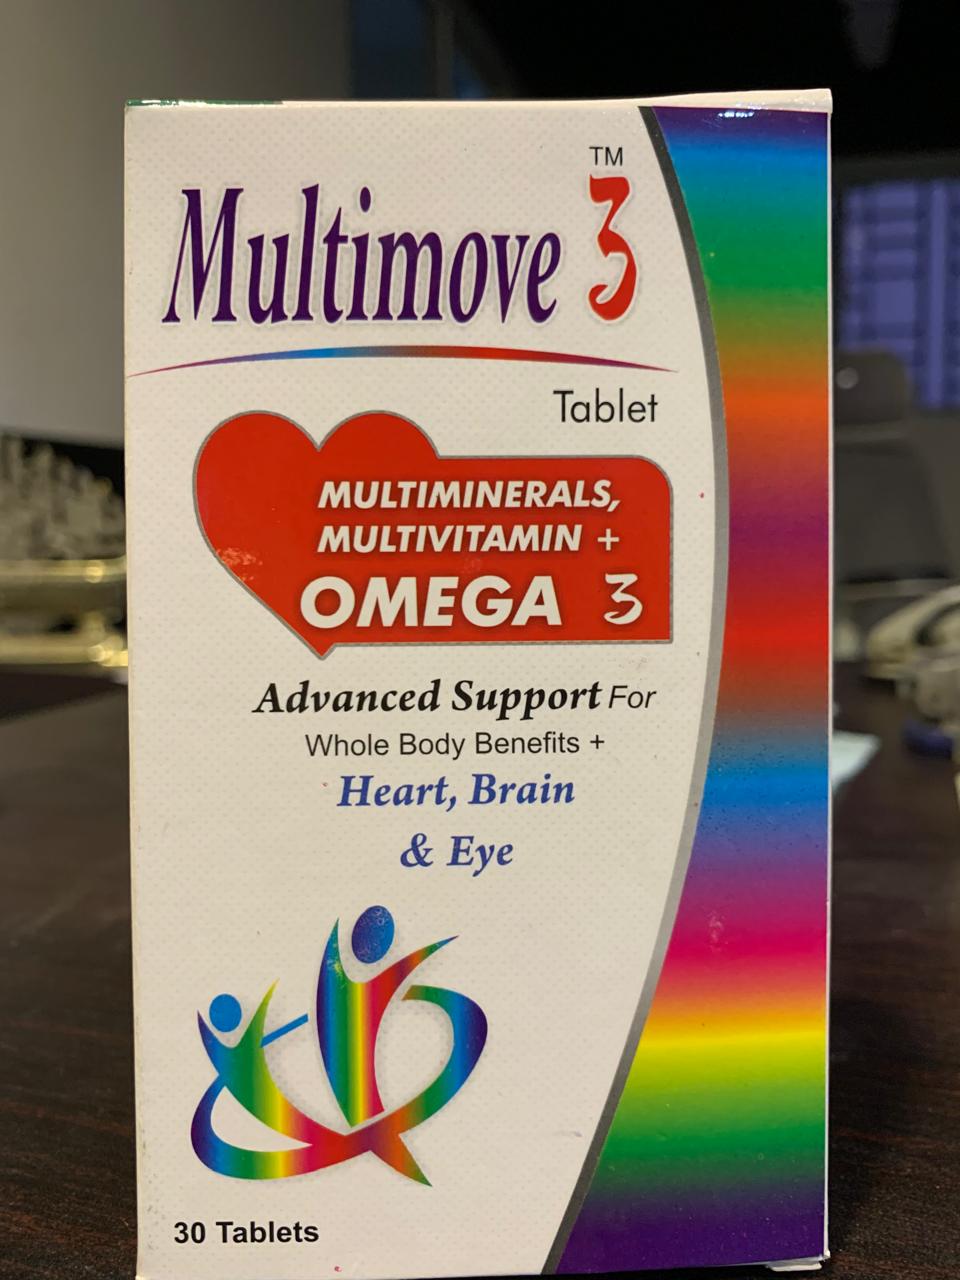 Multimove 3 TM
Tablet
MULTIMINERALS,
MULTIVITAMIN +
OMEGA 3
Advanced Support For
Whole Body Benefits +
Heart, Brain
& Eye
30 Tablets